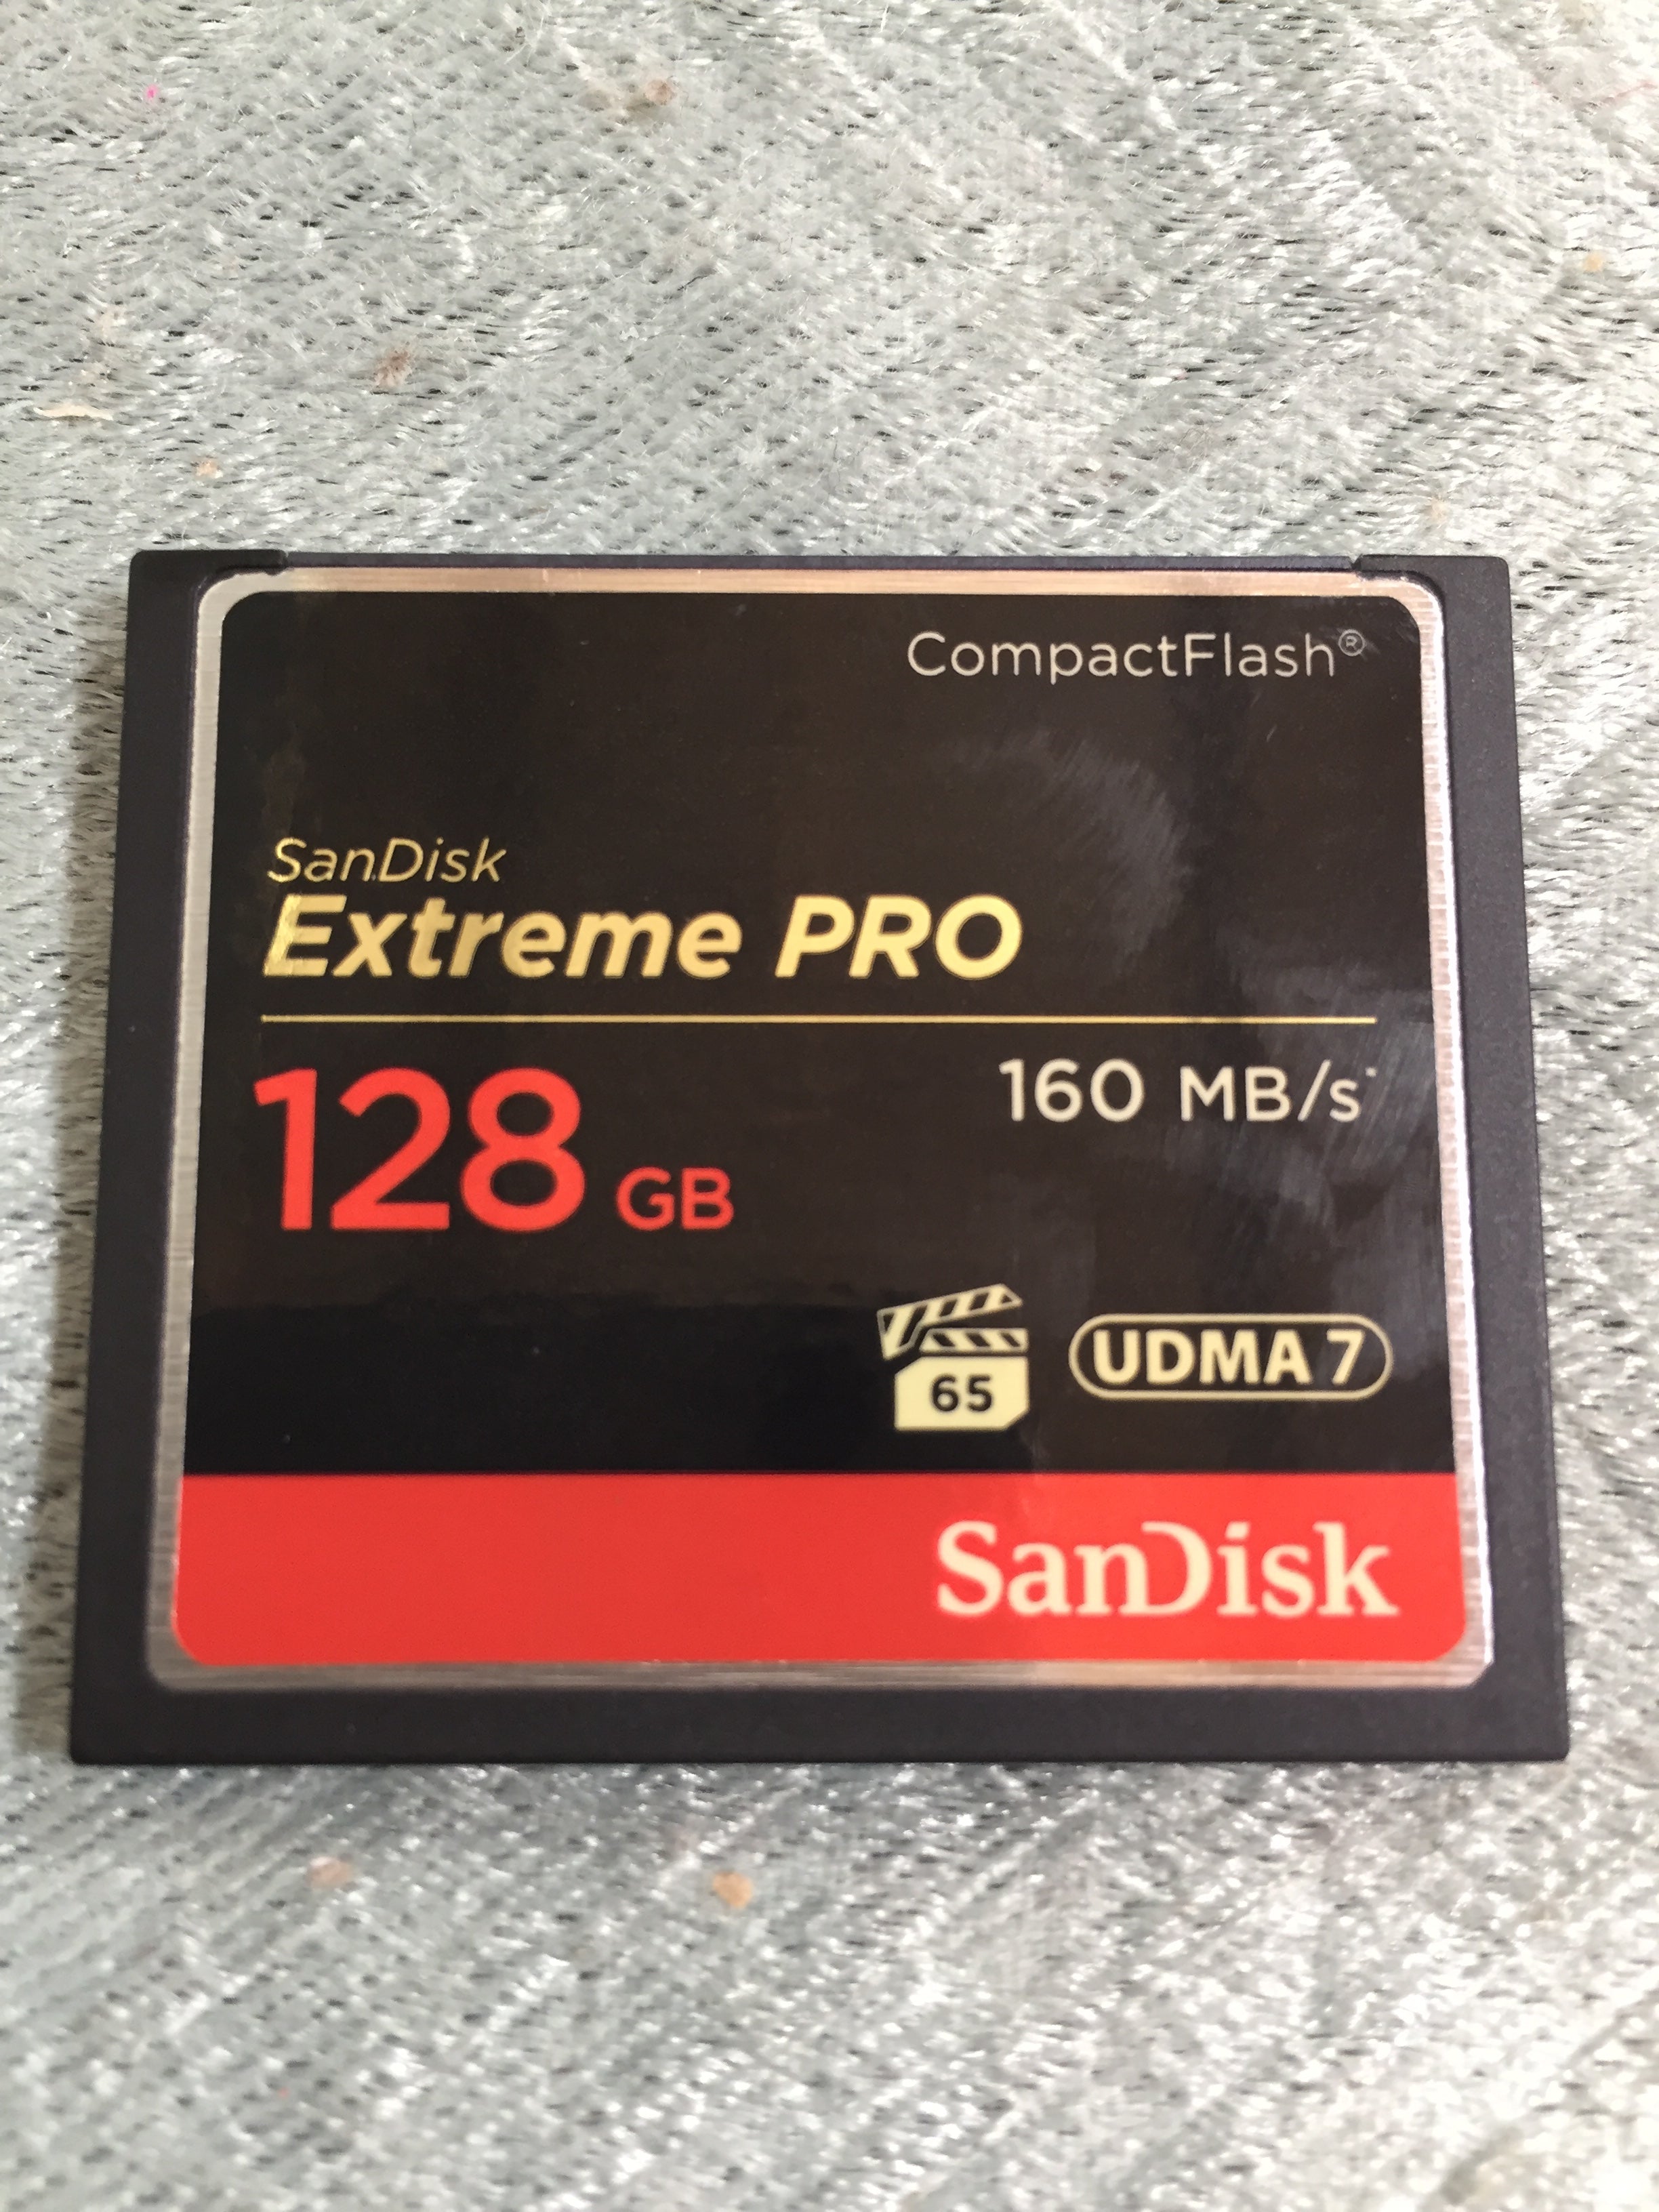 CompactFlash®
SanDisk
Extreme PRO
128 GB
160 MB/s*
65
UDMA 7
SanDisk